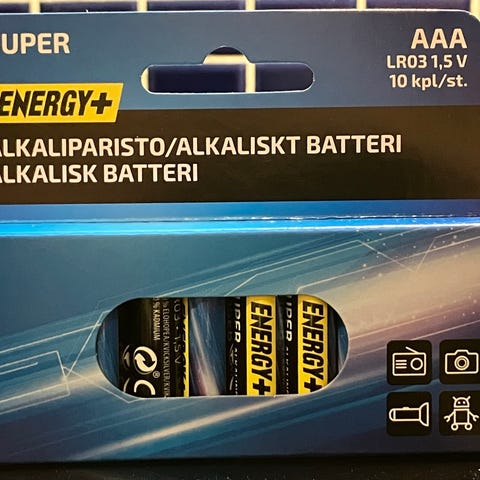 UPER
AAA
LR03 1,5 V
10 kpl/st.
ENERGY+
ALKALIPARISTO/ALKALISKT BATTERI
ALKALISK BATTERI
ENERGY+
ENERGY+